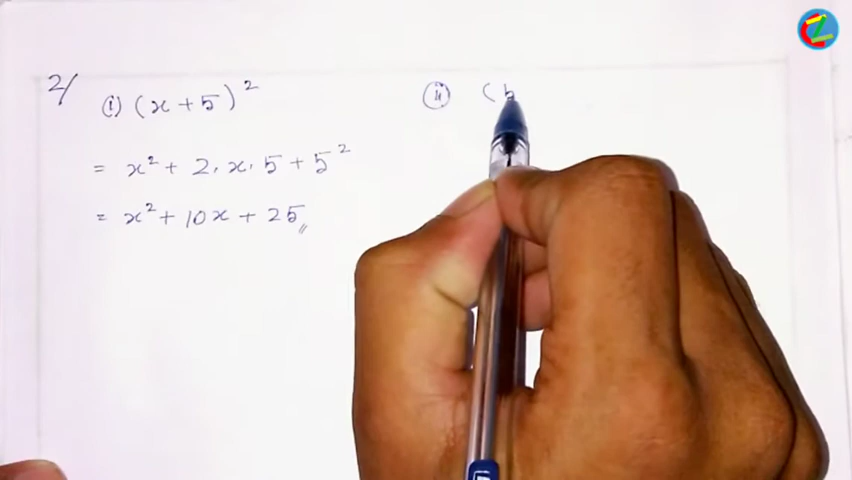 2/
(i) (x + 5)²
= x² + 2.x.5 + 5²
= x² + 10x + 25
(ii) (